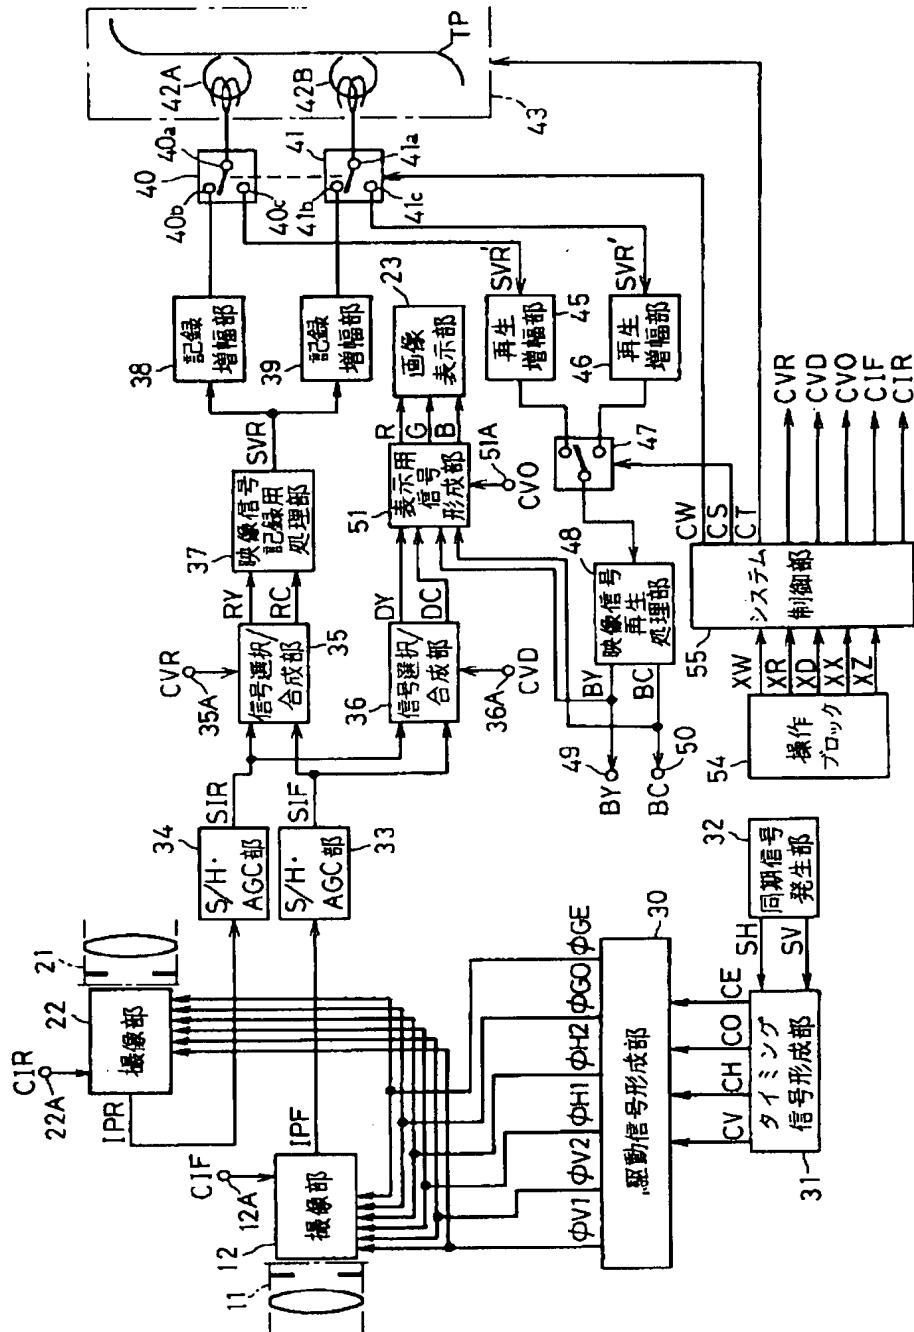 CIR
22A
22
21
撮像部
IPR
CIF
12A
12
11
撮像部
IPF
34
S/H・
AGC部
SIR
S/H・
AGC部
33
SIF
CVR
35A
信号選択/
合成部
35
RY
RC
37
映像信号
記録用
処理部
SVR
38
記録
増幅部
39
記録
増幅部
40b
40
40a
40c
41b
41
41a
41c
42A
42B
TP
43
36
信号選択/
合成部
36A
CVD
DY
DC
51
表示用
信号
形成部
51A
CVO
R
G
B
23
画像
表示部
SVR'
再生
増幅部
45
SVR'
46
再生
増幅部
47
48
映像信号
再生
処理部
BY
BC
49
BY
BC
50
ΦV1
ΦV2
ΦH1
ΦH2
ΦGO
ΦGE
30
駆動信号形成部
CV
CH
CO
CE
31
タイミング
信号形成部
SH
SV
32
同期信号
発生部
54
操作
ブロック
XW
XR
XD
XX
XZ
55
システム
制御部
CW
CS
CT
CVR
CVD
CVO
CIF
CIR